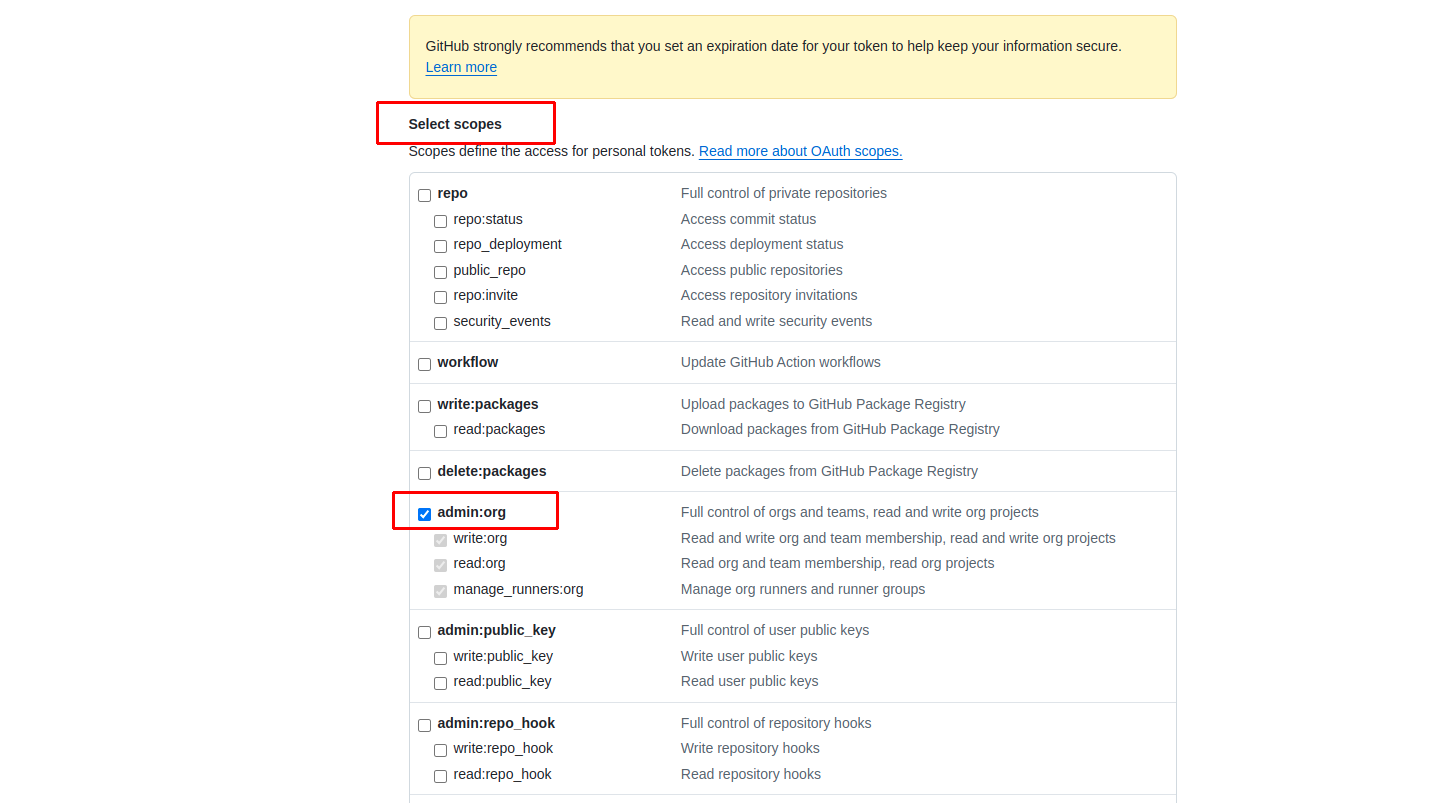 GitHub strongly recommends that you set an expiration date for your token to help keep your information secure.
Learn more
Select scopes
Scopes define the access for personal tokens. Read more about OAuth scopes.
repo Full control of private repositories
repo:status Access commit status
repo_deployment Access deployment status
public_repo Access public repositories
repo:invite Access repository invitations
security_events Read and write security events
workflow Update GitHub Action workflows
write:packages Upload packages to GitHub Package Registry
read:packages Download packages from GitHub Package Registry
delete:packages Delete packages from GitHub Package Registry
admin:org Full control of orgs and teams, read and write org projects
write:org Read and write org and team membership, read and write org projects
read:org Read org and team membership, read org projects
manage_runners:org Manage org runners and runner groups
admin:public_key Full control of user public keys
write:public_key Write user public keys
read:public_key Read user public keys
admin:repo_hook Full control of repository hooks
write:repo_hook Write repository hooks
read:repo_hook Read repository hooks